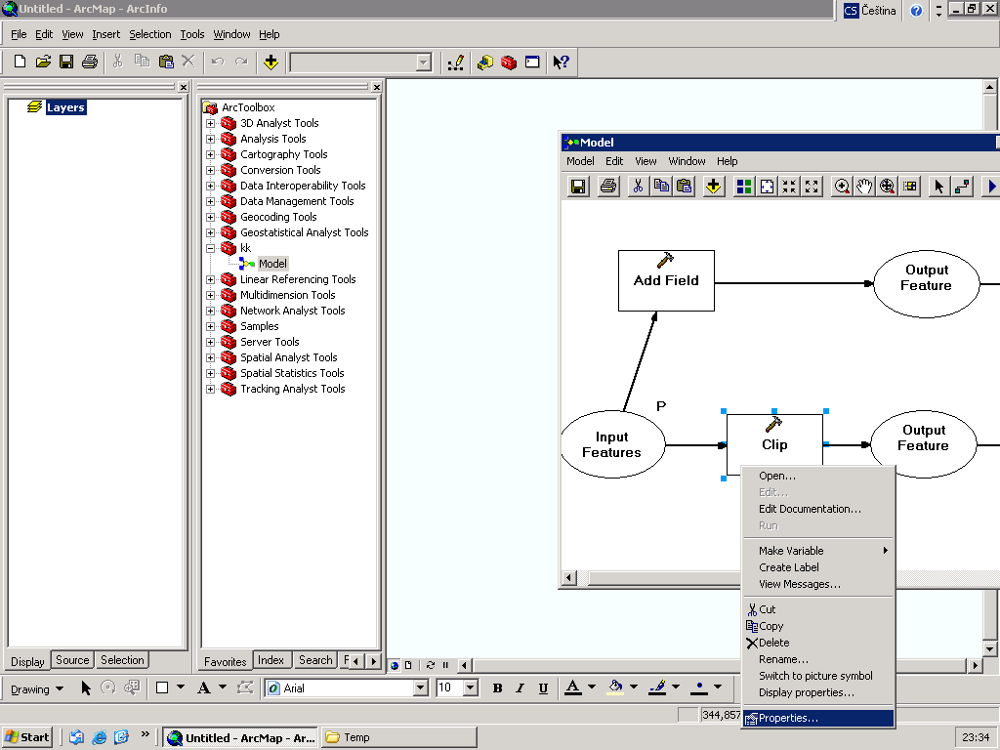 Untitled - ArcMap - ArcInfo
CS Čeština
File Edit View Insert Selection Tools Window Help
Layers
ArcToolbox
3D Analyst Tools
Analysis Tools
Cartography Tools
Conversion Tools
Data Interoperability Tools
Data Management Tools
Geocoding Tools
Geostatistical Analyst Tools
kk
Model
Linear Referencing Tools
Multidimension Tools
Network Analyst Tools
Samples
Server Tools
Spatial Analyst Tools
Spatial Statistics Tools
Tracking Analyst Tools
Model
Model Edit View Window Help
Add Field
Output
Feature
P
Input
Features
Clip
Output
Feature
Open...
Edit...
Edit Documentation...
Run
Make Variable
Create Label
View Messages...
Cut
Copy
Delete
Rename...
Switch to picture symbol
Display properties...
Properties...
Display Source Selection
Favorites Index Search F
Drawing A Arial 10 B I U A
344,857
Start Untitled - ArcMap - Ar... Temp 23:34